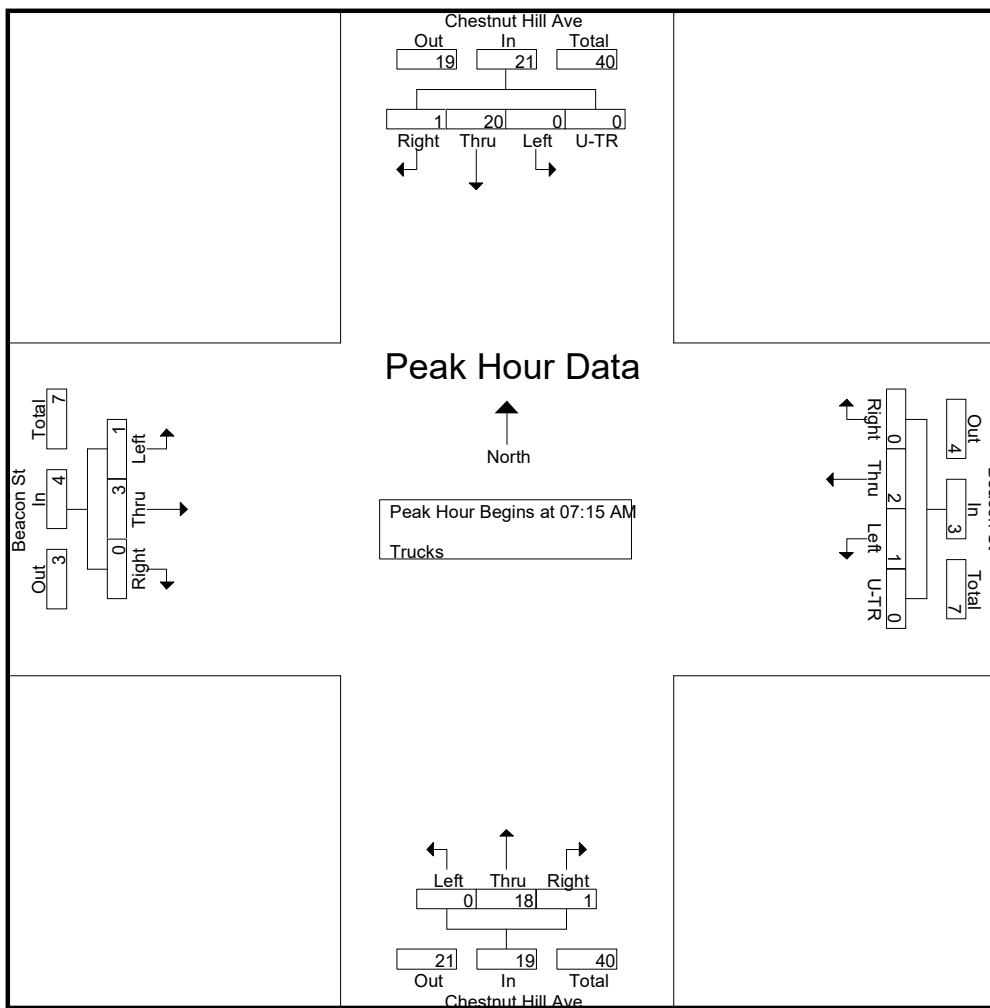 Chestnut Hill Ave
Out In Total
19 21 40
1 20 0 0
Right Thru Left U-TR
Peak Hour Data
North
Peak Hour Begins at 07:15 AM
Trucks
Beacon St
Out In Total
3 4 7
1 3 0
Left Thru Right
Out In Total
4 3 7
0 2 1 0
Right Thru Left U-TR
Left Thru Right
0 18 1
21 19 40
Out In Total
Chestnut Hill Ave